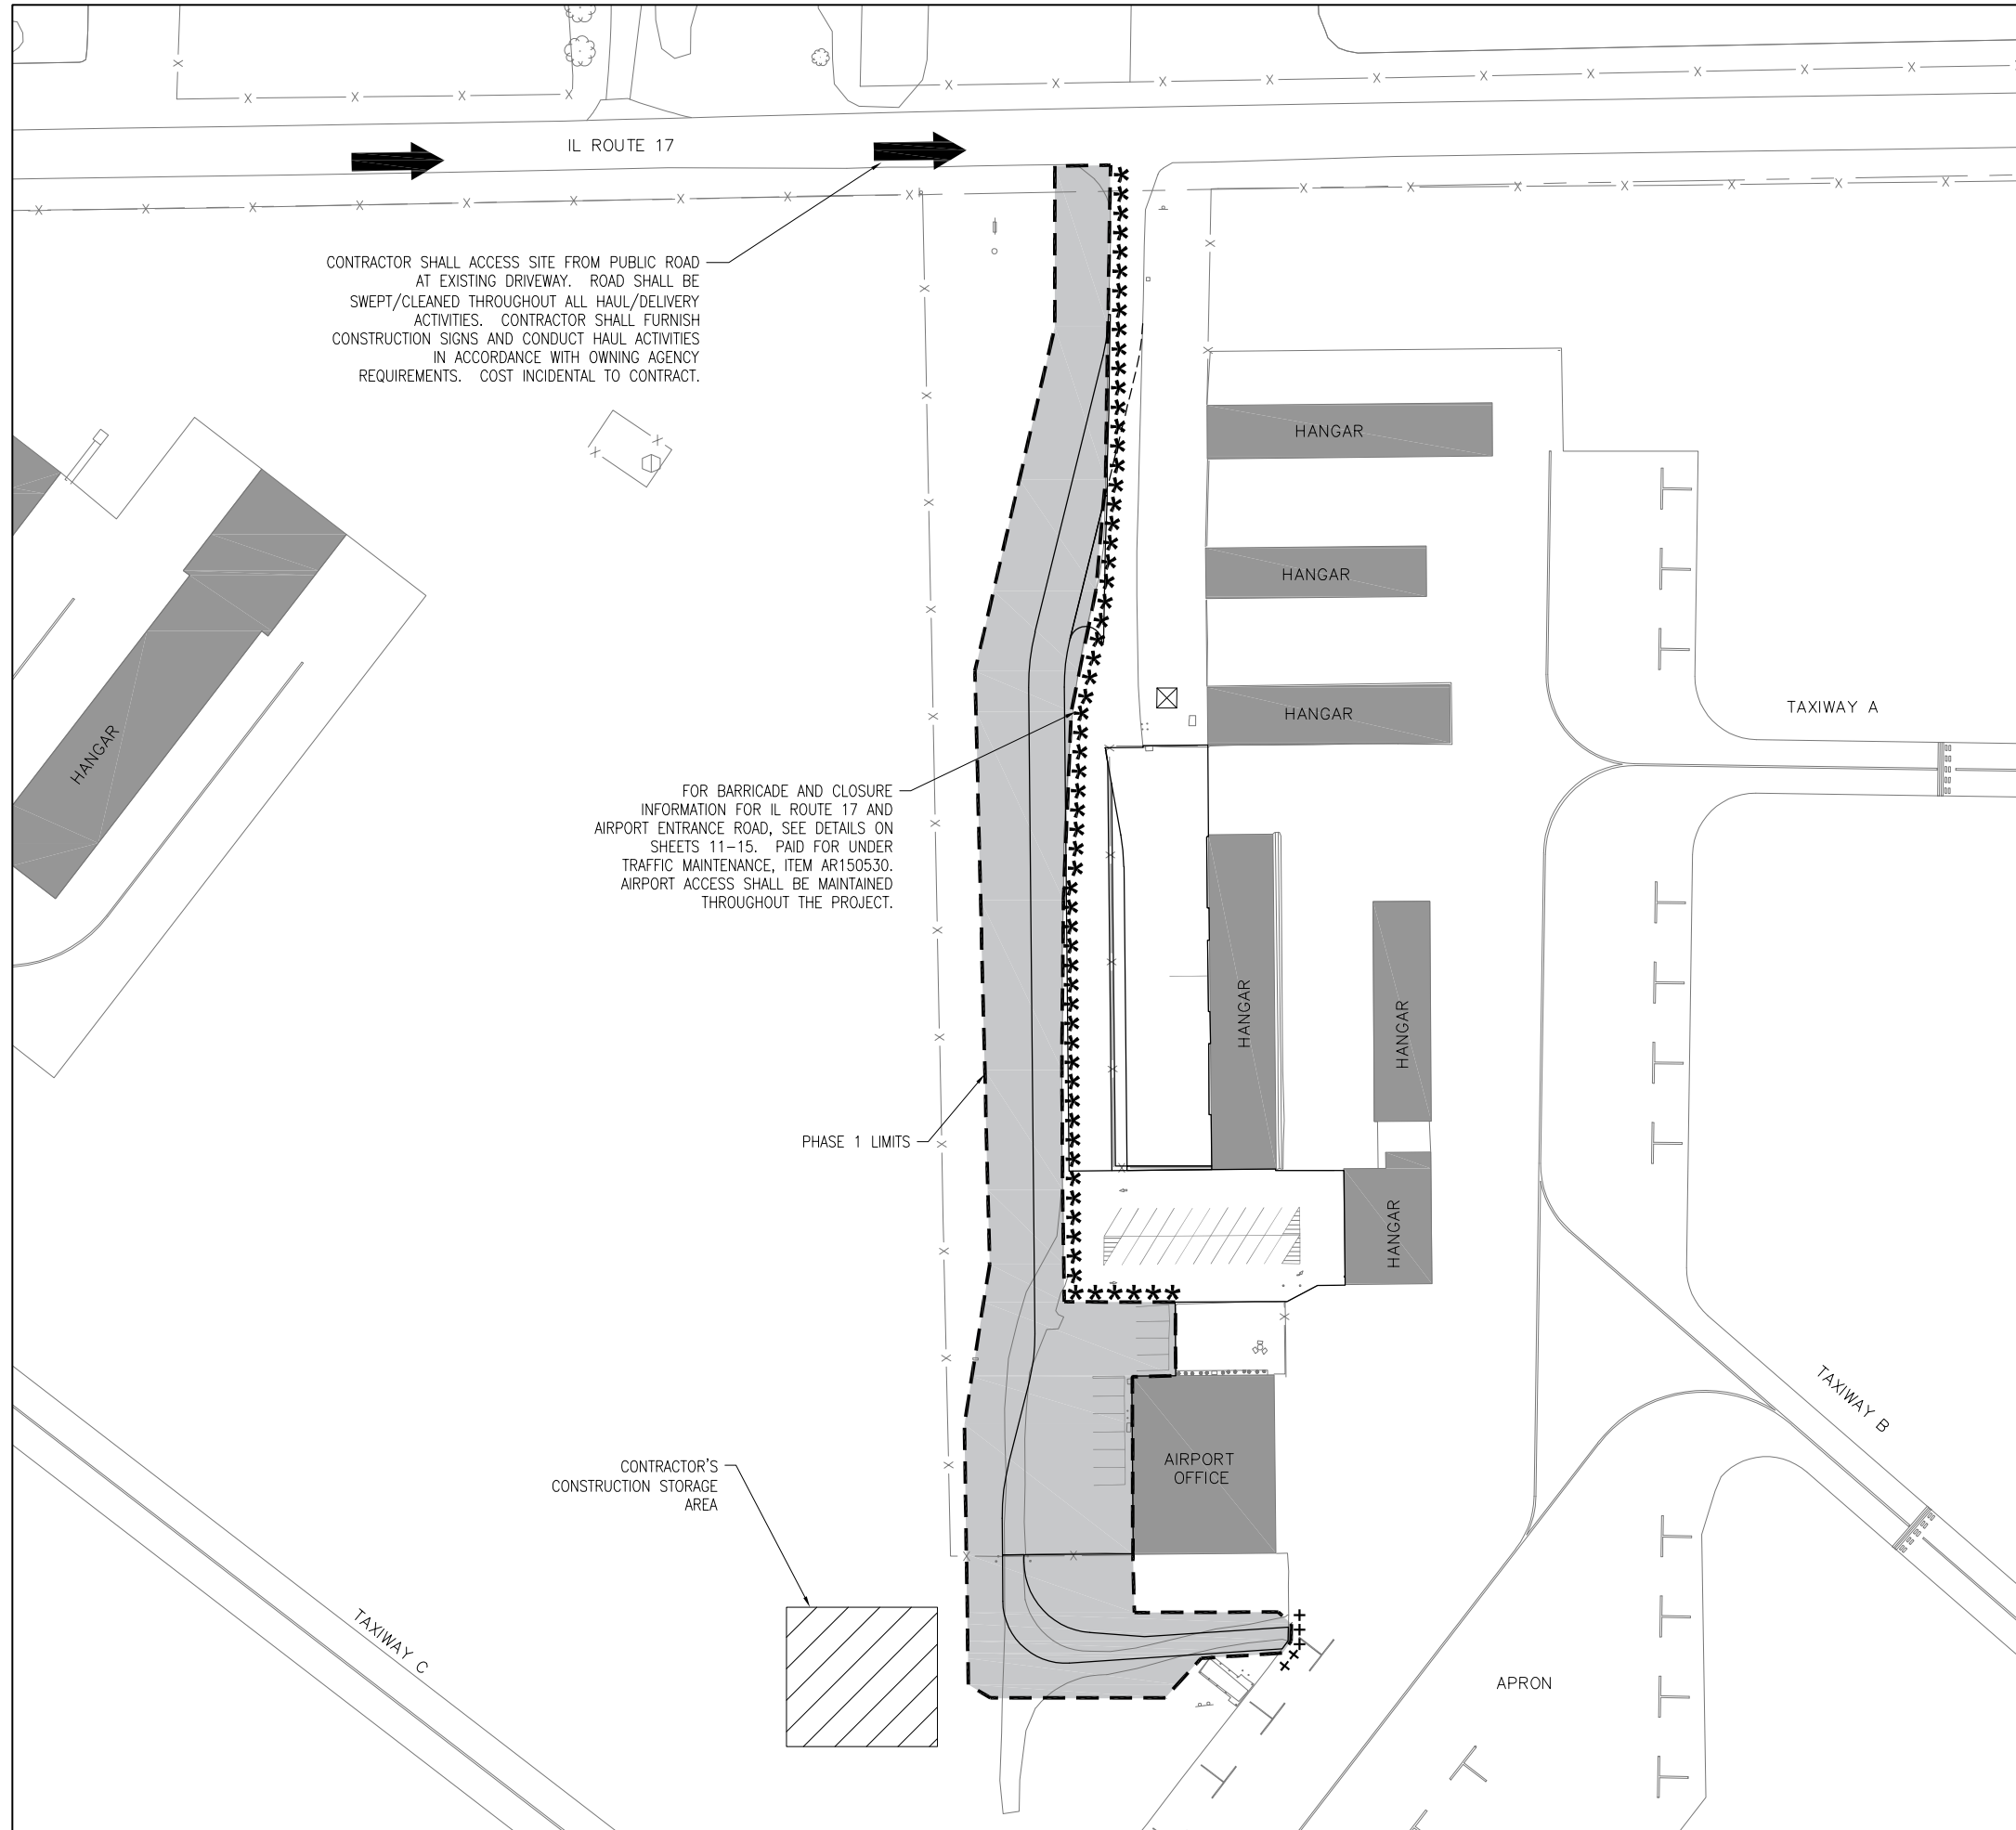 IL ROUTE 17
CONTRACTOR SHALL ACCESS SITE FROM PUBLIC ROAD
AT EXISTING DRIVEWAY. ROAD SHALL BE
SWEPT/CLEANED THROUGHOUT ALL HAUL/DELIVERY
ACTIVITIES. CONTRACTOR SHALL FURNISH
CONSTRUCTION SIGNS AND CONDUCT HAUL ACTIVITIES
IN ACCORDANCE WITH OWNING AGENCY
REQUIREMENTS. COST INCIDENTAL TO CONTRACT.
HANGAR
HANGAR
HANGAR
TAXIWAY A
HANGAR
FOR BARRICADE AND CLOSURE
INFORMATION FOR IL ROUTE 17 AND
AIRPORT ENTRANCE ROAD, SEE DETAILS ON
SHEETS 11-15. PAID FOR UNDER
TRAFFIC MAINTENANCE, ITEM AR150530.
AIRPORT ACCESS SHALL BE MAINTAINED
THROUGHOUT THE PROJECT.
HANGAR
HANGAR
PHASE 1 LIMITS
HANGAR
TAXIWAY B
CONTRACTOR'S
CONSTRUCTION STORAGE
AREA
AIRPORT
OFFICE
TAXIWAY C
APRON